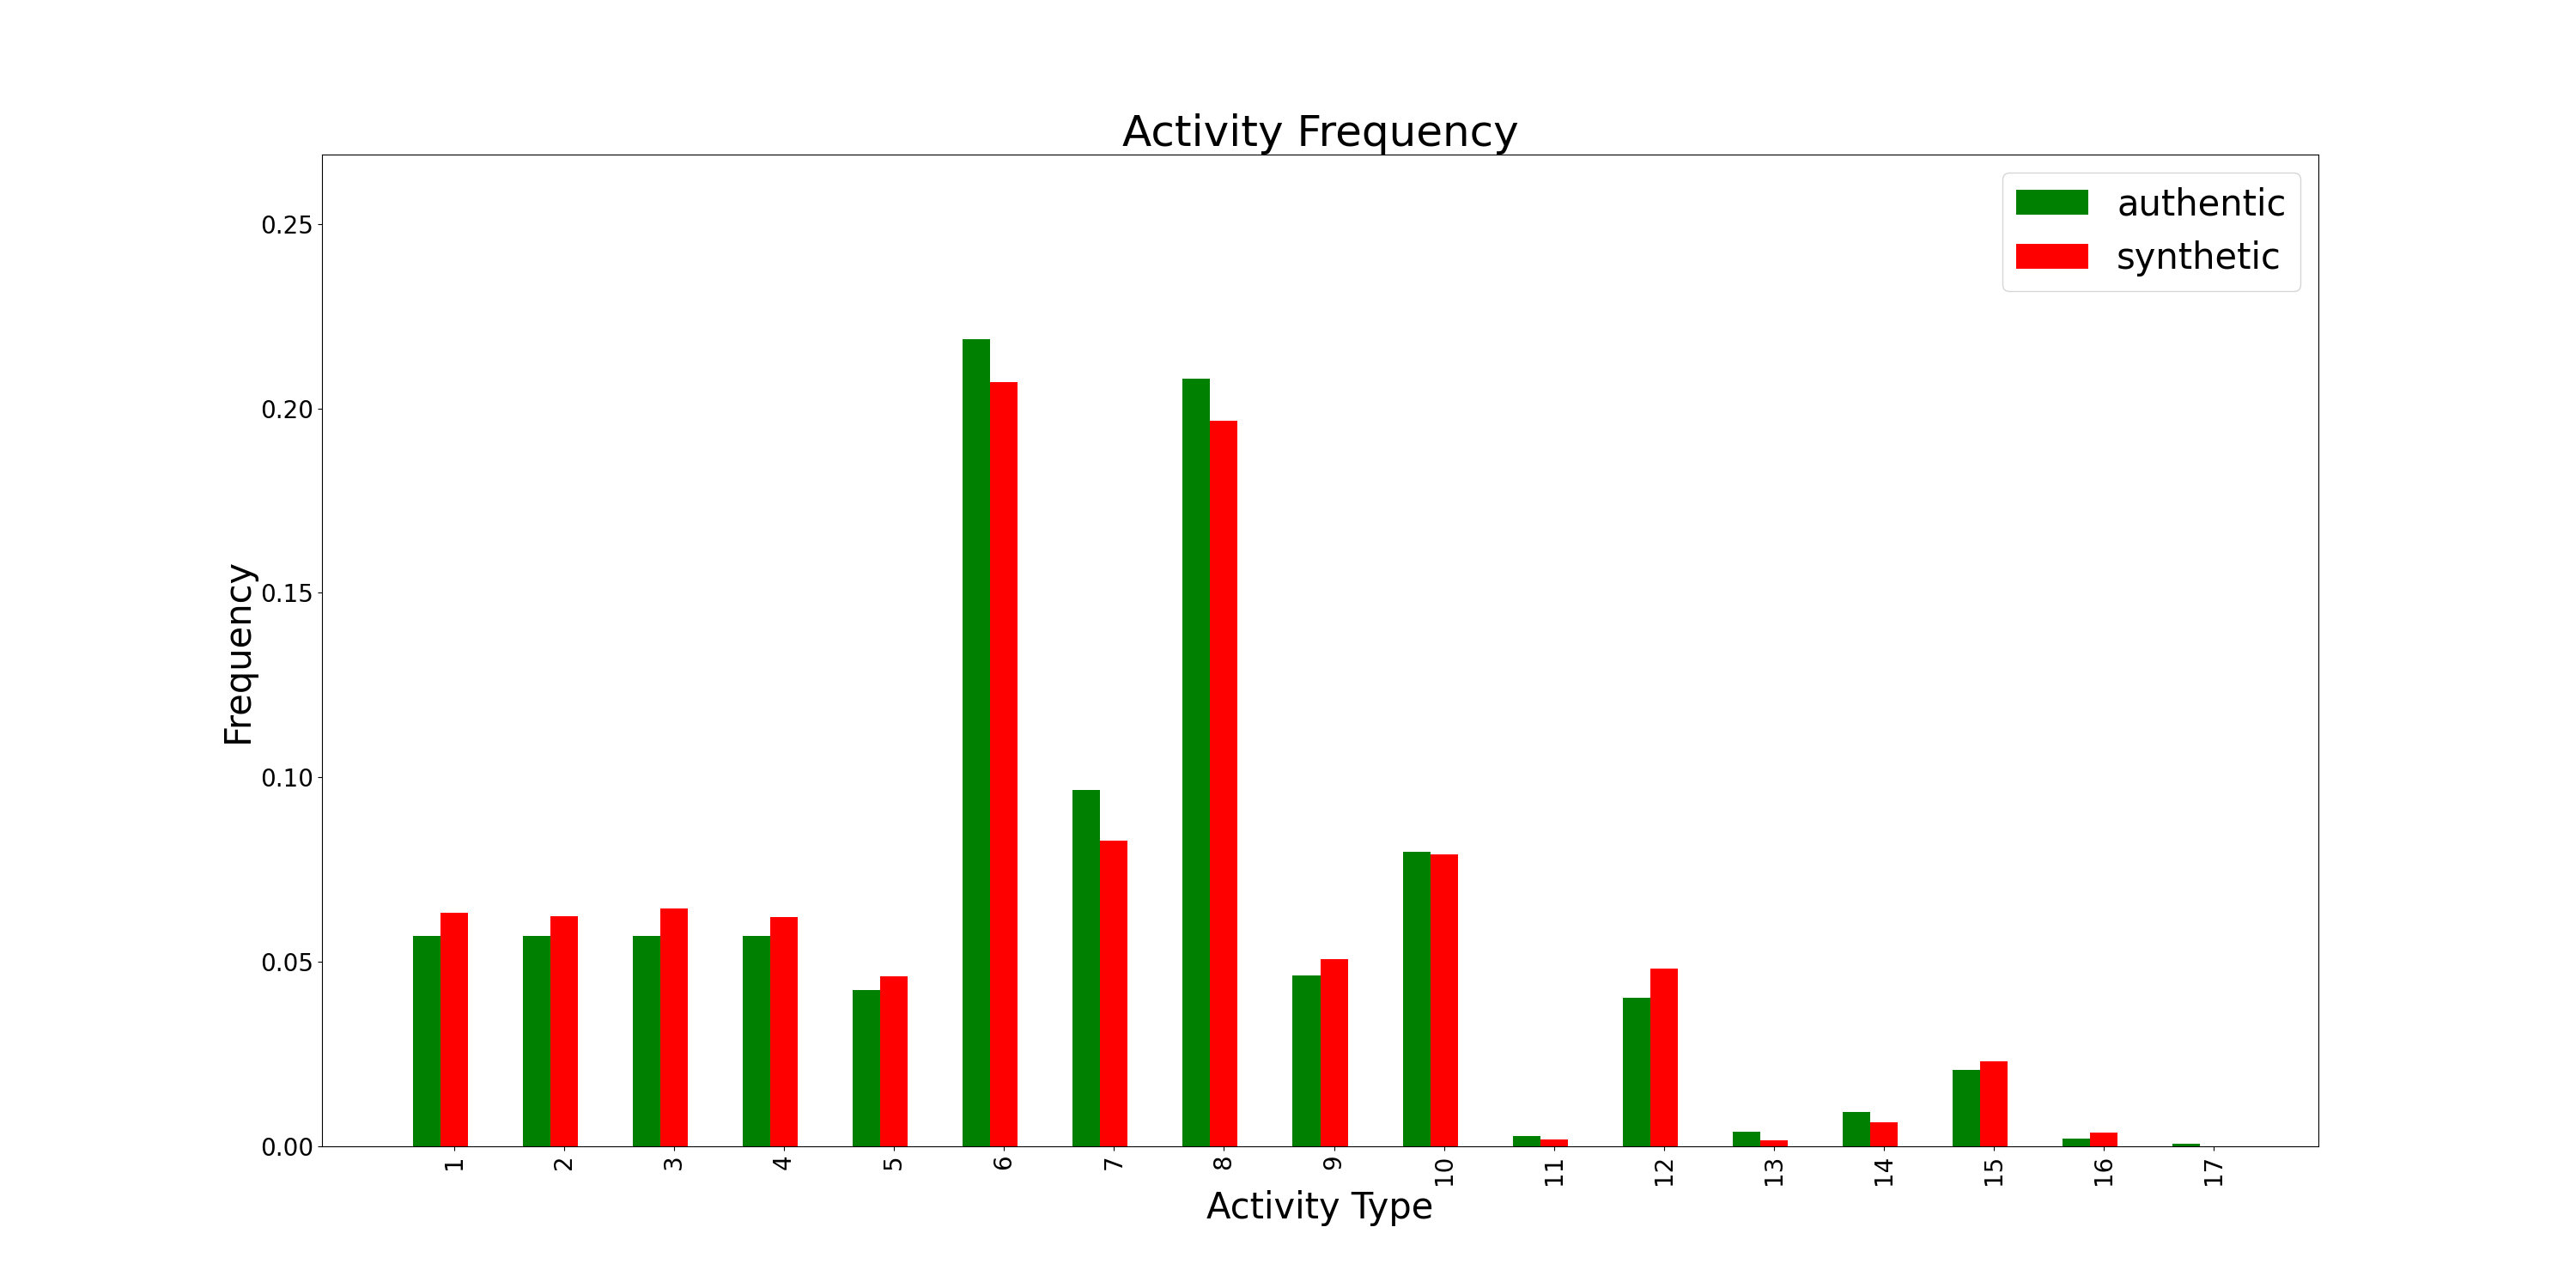 Activity Frequency
authentic
synthetic
Frequency
0.25
0.20
0.15
0.10
0.05
0.00
1 2 3 4 5 6 7 8 9 10 11 12 13 14 15 16 17
Activity Type